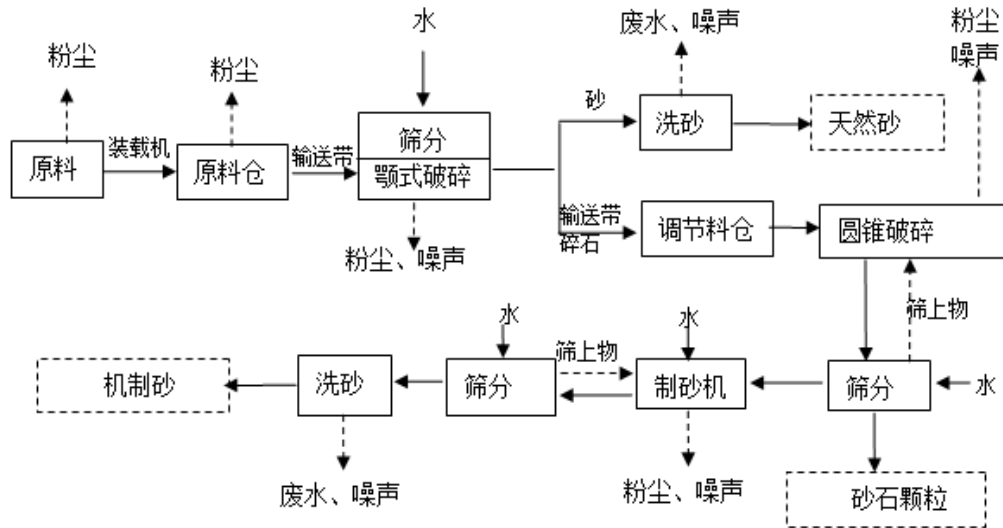 水
废水、噪声
粉尘
噪声
粉尘
粉尘
原料
装载机
原料仓
输送带
筛分
颚式破碎
砂
洗砂
天然砂
粉尘、噪声
输送带
碎石
调节料仓
圆锥破碎
筛上物
水
水
筛上物
机制砂
洗砂
筛分
制砂机
筛分
水
废水、噪声
粉尘、噪声
砂石颗粒